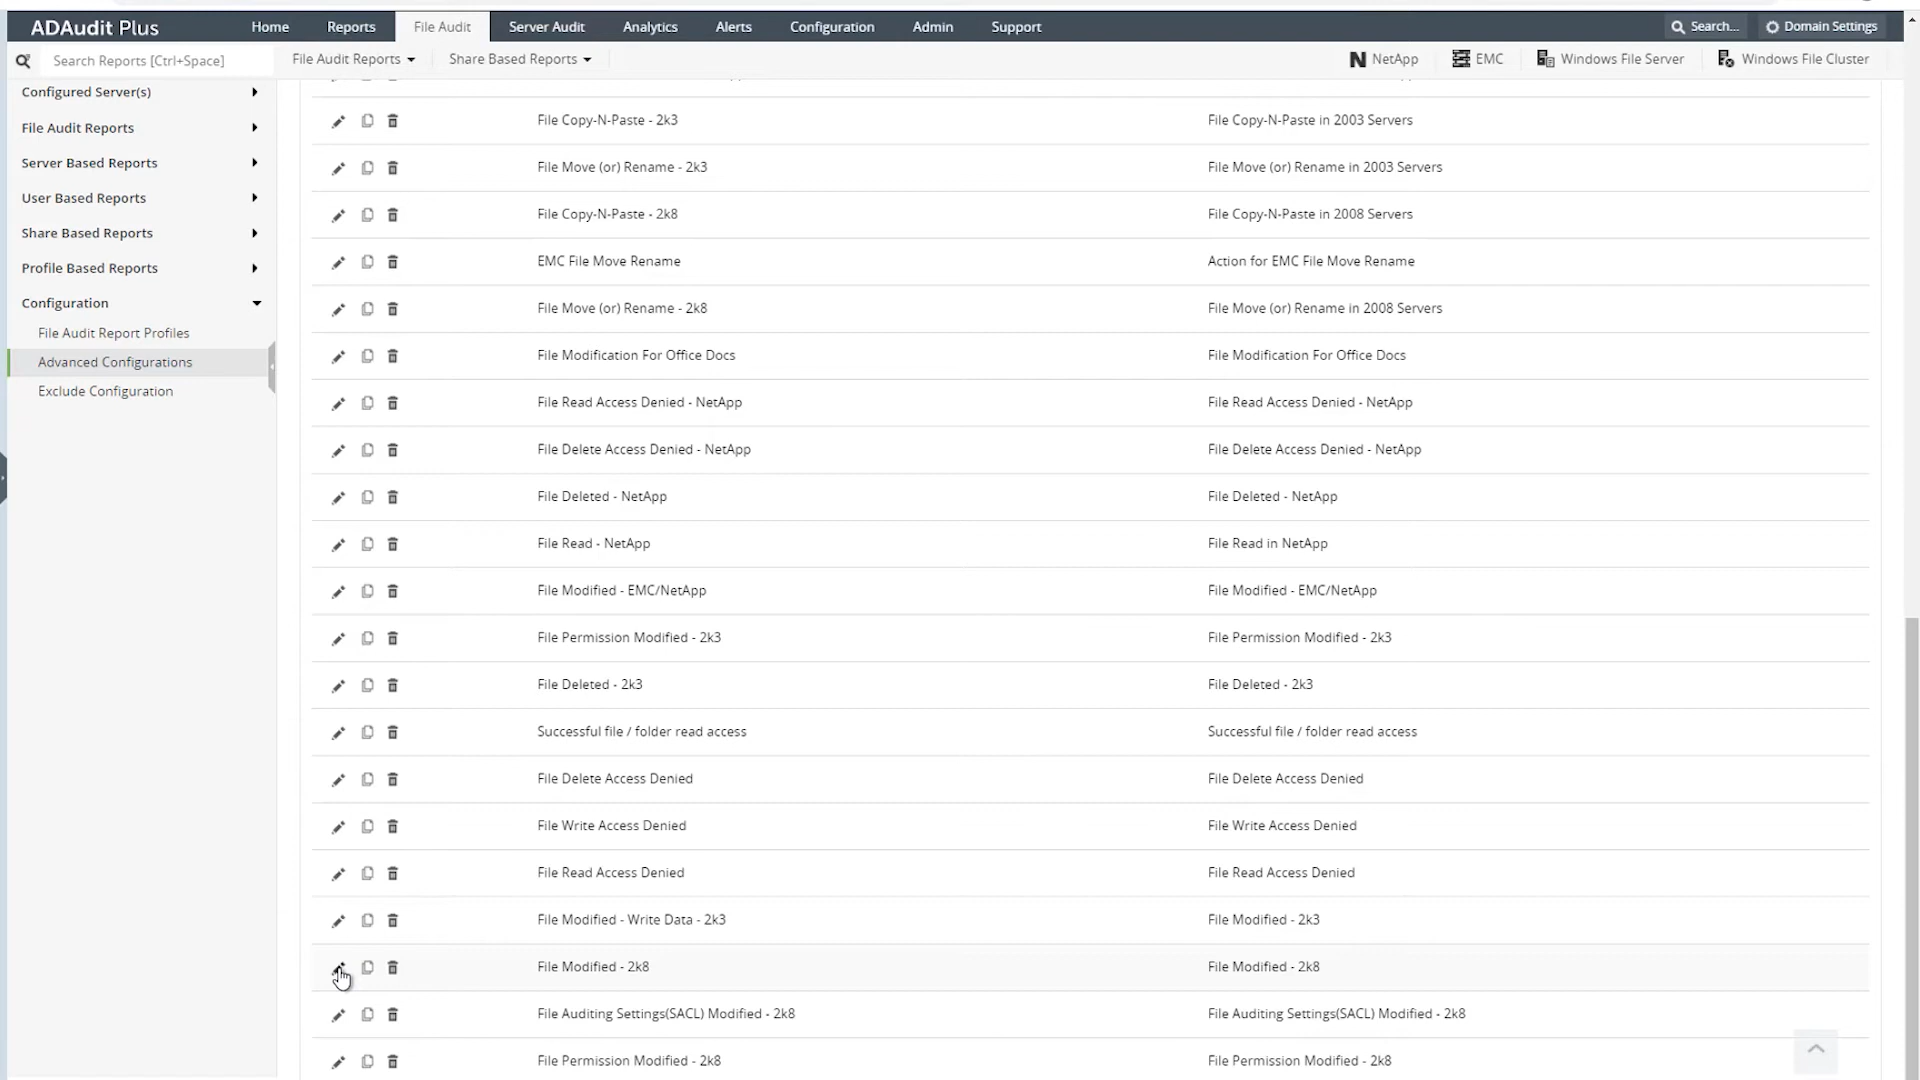 ADAudit Plus
Home Reports File Audit Server Audit Analytics Alerts Configuration Admin Support Search... Domain Settings
Search Reports [Ctrl+Space] File Audit Reports Share Based Reports NetApp EMC Windows File Server Windows File Cluster
Configured Server(s)
File Audit Reports
Server Based Reports
User Based Reports
Share Based Reports
Profile Based Reports
Configuration
File Audit Report Profiles
Advanced Configurations
Exclude Configuration
File Copy-N-Paste - 2k3 File Copy-N-Paste in 2003 Servers
File Move (or) Rename - 2k3 File Move (or) Rename in 2003 Servers
File Copy-N-Paste - 2k8 File Copy-N-Paste in 2008 Servers
EMC File Move Rename Action for EMC File Move Rename
File Move (or) Rename - 2k8 File Move (or) Rename in 2008 Servers
File Modification For Office Docs File Modification For Office Docs
File Read Access Denied - NetApp File Read Access Denied - NetApp
File Delete Access Denied - NetApp File Delete Access Denied - NetApp
File Deleted - NetApp File Deleted - NetApp
File Read - NetApp File Read in NetApp
File Modified - EMC/NetApp File Modified - EMC/NetApp
File Permission Modified - 2k3 File Permission Modified - 2k3
File Deleted - 2k3 File Deleted - 2k3
Successful file / folder read access Successful file / folder read access
File Delete Access Denied File Delete Access Denied
File Write Access Denied File Write Access Denied
File Read Access Denied File Read Access Denied
File Modified - Write Data - 2k3 File Modified - 2k3
File Modified - 2k8 File Modified - 2k8
File Auditing Settings(SACL) Modified - 2k8 File Auditing Settings(SACL) Modified - 2k8
File Permission Modified - 2k8 File Permission Modified - 2k8